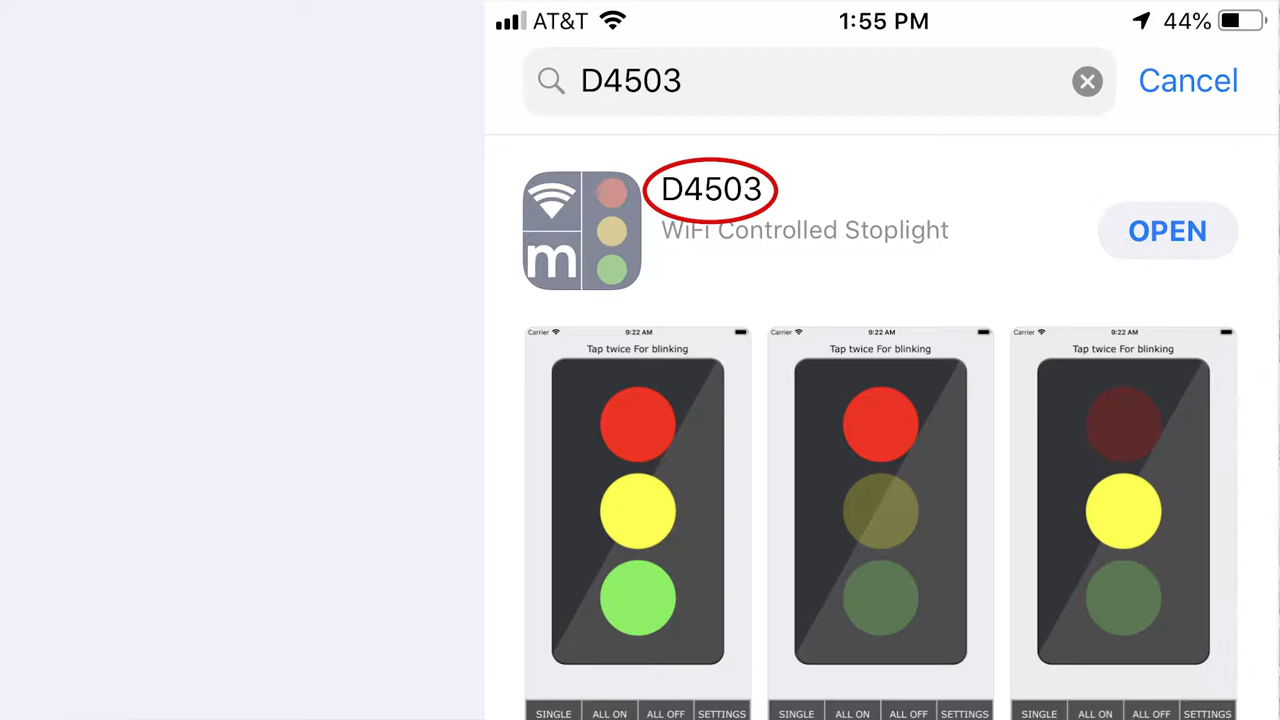 AT&T 1:55 PM 44%
D4503 Cancel
D4503
WiFi Controlled Stoplight
OPEN
m
Carrier 9:22 AM
Tap twice For blinking
SINGLE ALL ON ALL OFF SETTINGS
Carrier 9:22 AM
Tap twice For blinking
SINGLE ALL ON ALL OFF SETTINGS
Carrier 9:22 AM
Tap twice For blinking
SINGLE ALL ON ALL OFF SETTINGS